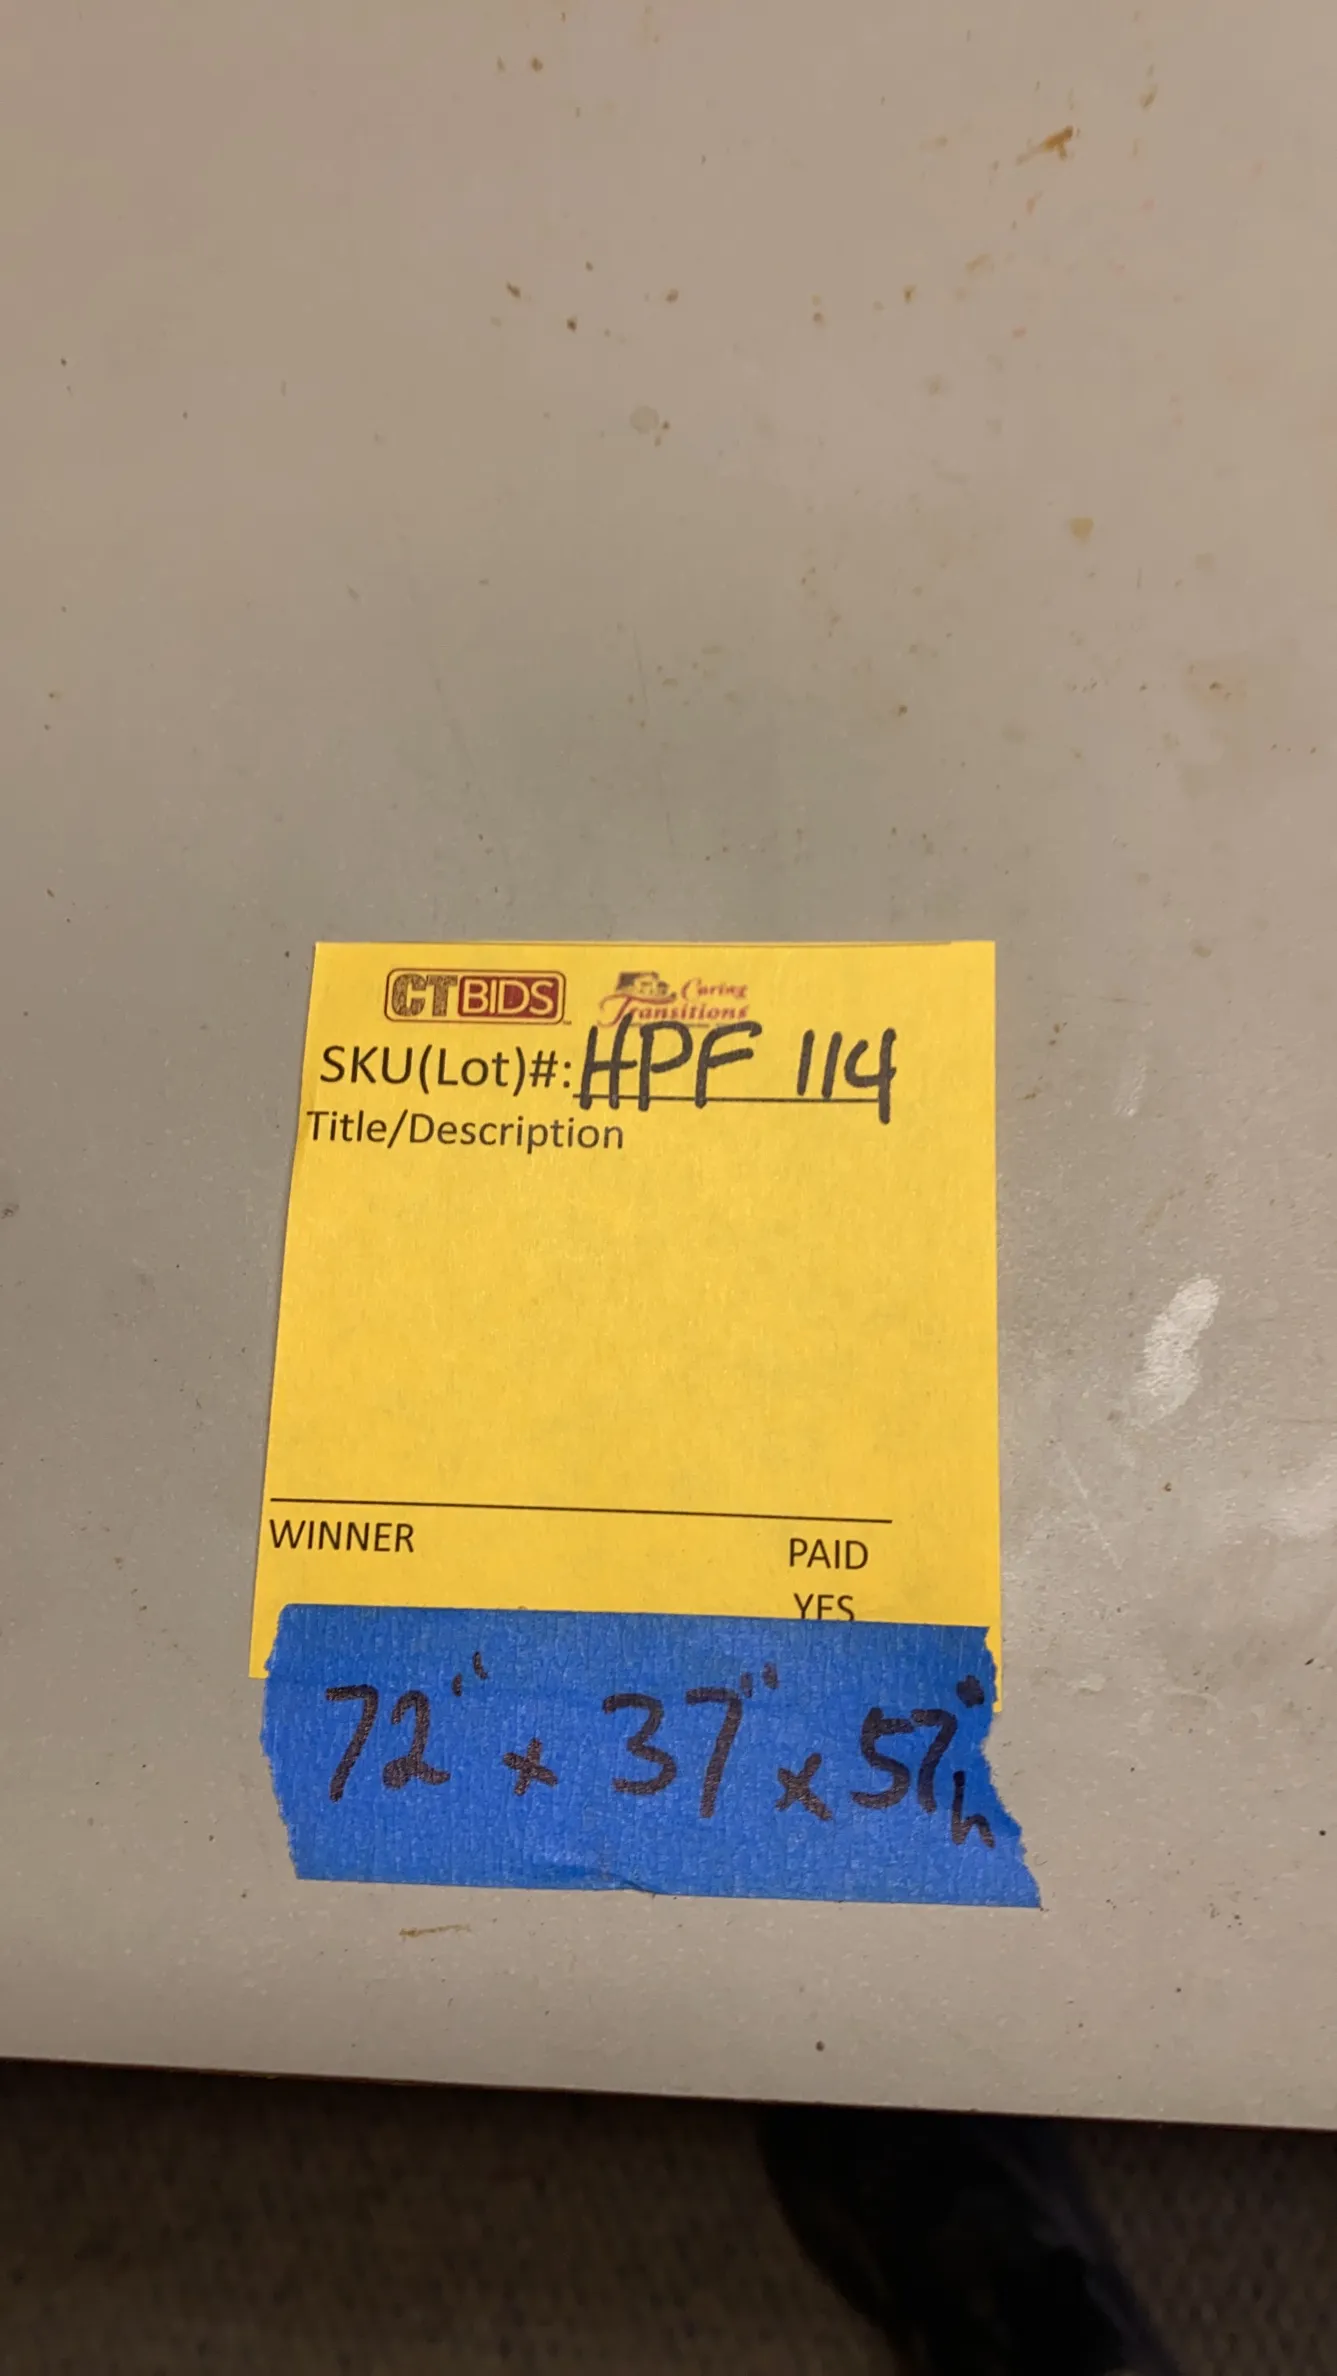 CTBIDS Caring Transitions
SKU(Lot)#: HPF 114
Title/Description
WINNER PAID
YES
72" x 37" x 57" h